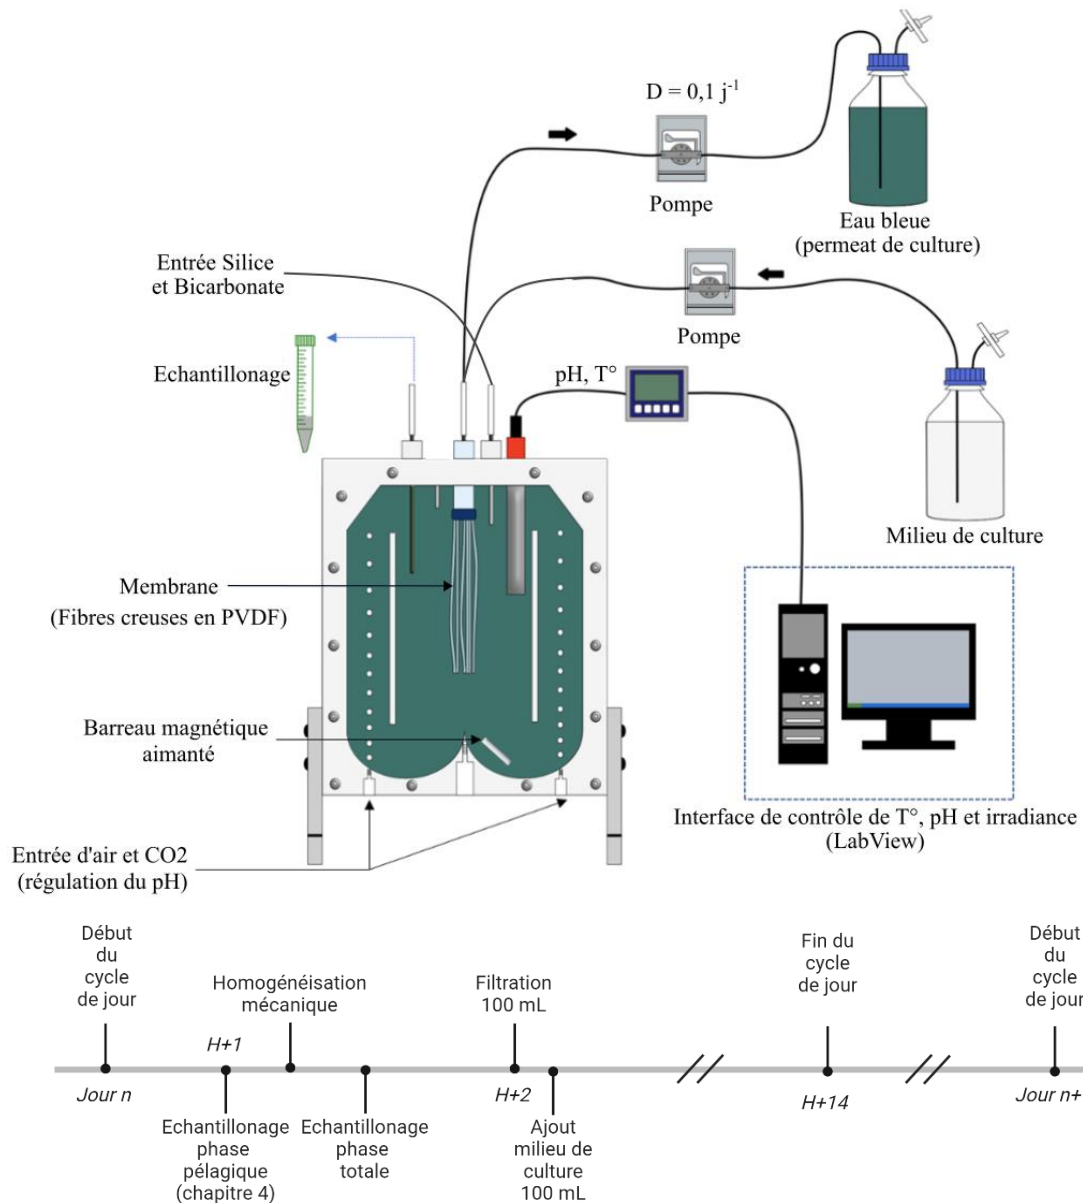 D = 0,1 j⁻¹
Pompe
Eau bleue
(permeat de culture)
Entrée Silice
et Bicarbonate
Pompe
Echantillonage
pH, T°
Milieu de culture
Membrane
(Fibres creuses en PVDF)
Barreau magnétique
aimanté
Interface de contrôle de T°, pH et irradiance
(LabView)
Entrée d'air et CO2
(régulation du pH)
Début
du
cycle
de jour
Homogénéisation
mécanique
Filtration
100 mL
Fin du
cycle
de jour
Début
du
cycle
de jour
H+1
Jour n
H+2
H+14
Jour n+
Echantillonage
phase
pélagique
(chapitre 4)
Echantillonage
phase
totale
Ajout
milieu de
culture
100 mL